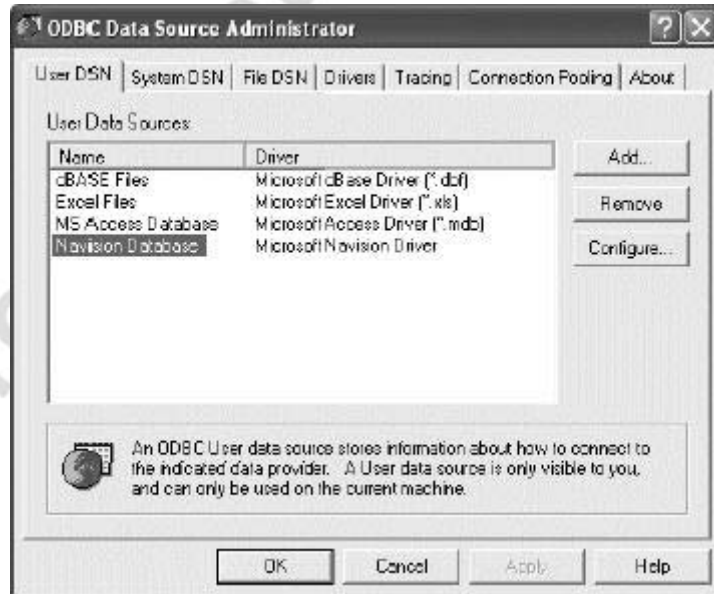 ODBC Data Source Administrator
User DSN System DSN File DSN Drivers Tracing Connection Pooling About
User Data Sources:
Name Driver Add...
dBASE Files Microsoft dBase Driver (*.dbf)
Excel Files Microsoft Excel Driver (*.xls) Remove
MS Access Database Microsoft Access Driver (*.mdb)
Navision Database Microsoft Navision Driver Configure...
An ODBC User data source stores information about how to connect to
the indicated data provider. A User data source is only visible to you,
and can only be used on the current machine.
OK Cancel Apply Help